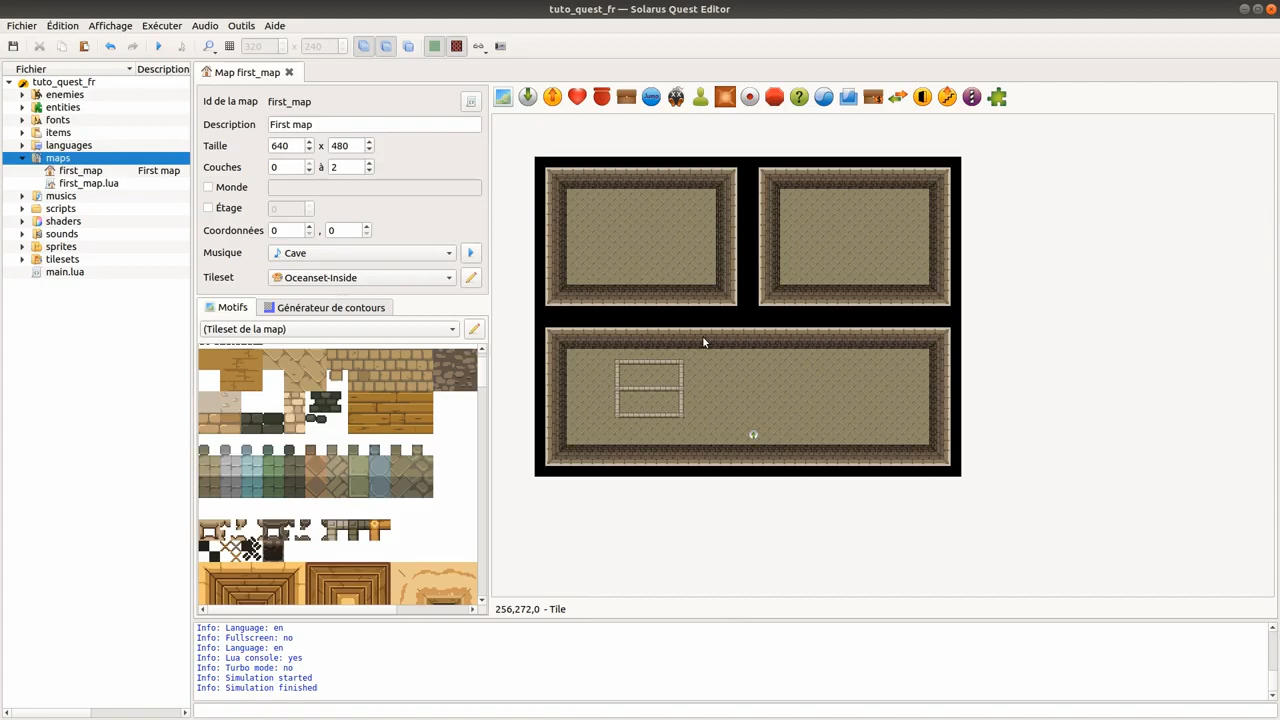 tuto_quest_fr — Solarus Quest Editor
Fichier Édition Affichage Exécuter Audio Outils Aide
320 x 240
Fichier Description
tuto_quest_fr
enemies
entities
fonts
items
languages
maps
first_map First map
first_map.lua
musics
scripts
shaders
sounds
sprites
tilesets
main.lua
Map first_map
Id de la map first_map
Description First map
Taille 640 x 480
Couches 0 à 2
Monde
Étage 0
Coordonnées 0 , 0
Musique Cave
Tileset Oceanset-Inside
Motifs Générateur de contours
(Tileset de la map)
Jump
256,272,0 - Tile
Info: Language: en
Info: Fullscreen: no
Info: Language: en
Info: Lua console: yes
Info: Turbo mode: no
Info: Simulation started
Info: Simulation finished